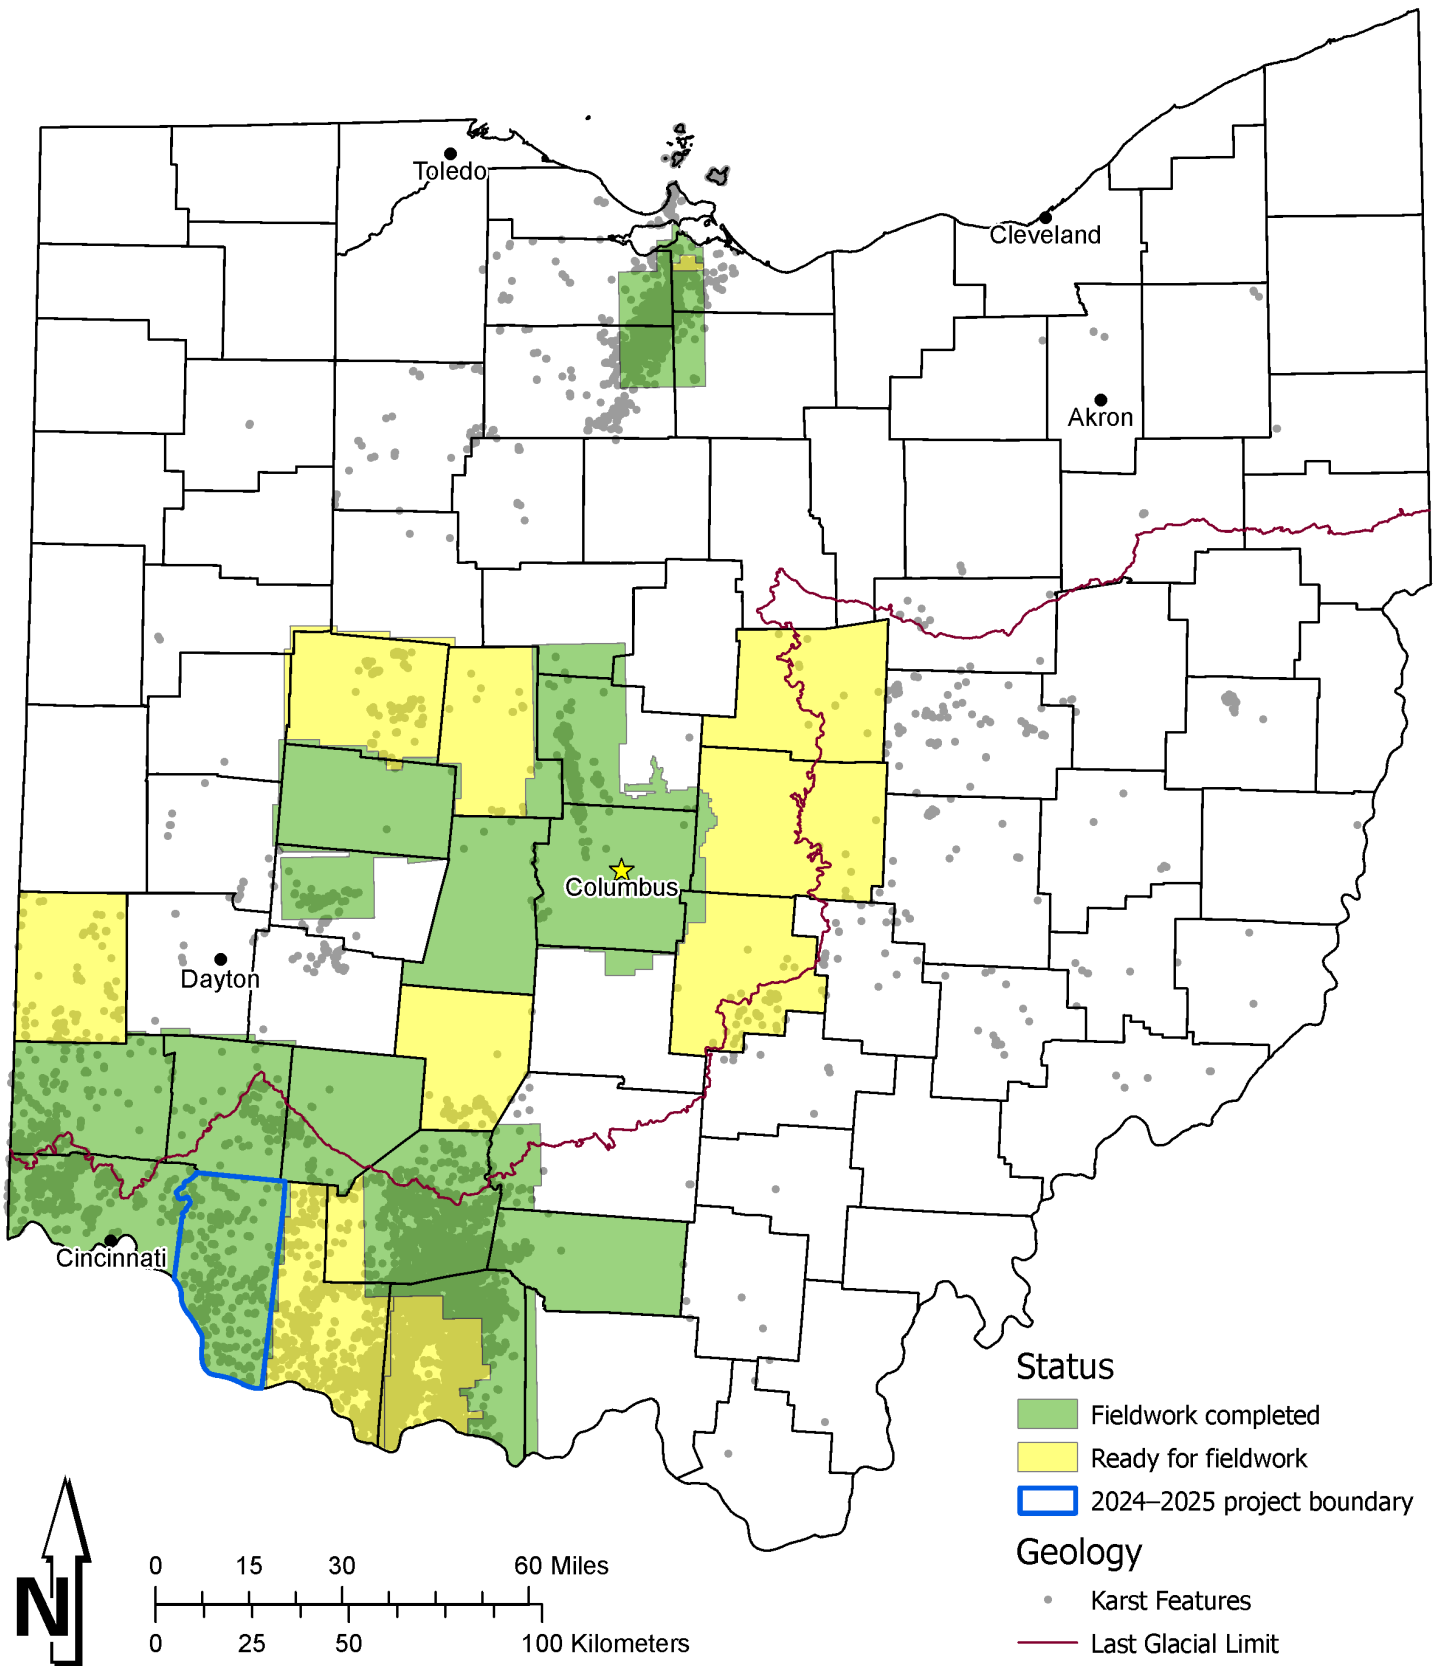 Toledo
Cleveland
Akron
Columbus
Dayton
Cincinnati
Status
Fieldwork completed
Ready for fieldwork
2024–2025 project boundary
Geology
Karst Features
Last Glacial Limit
N
0 15 30 60 Miles
0 25 50 100 Kilometers